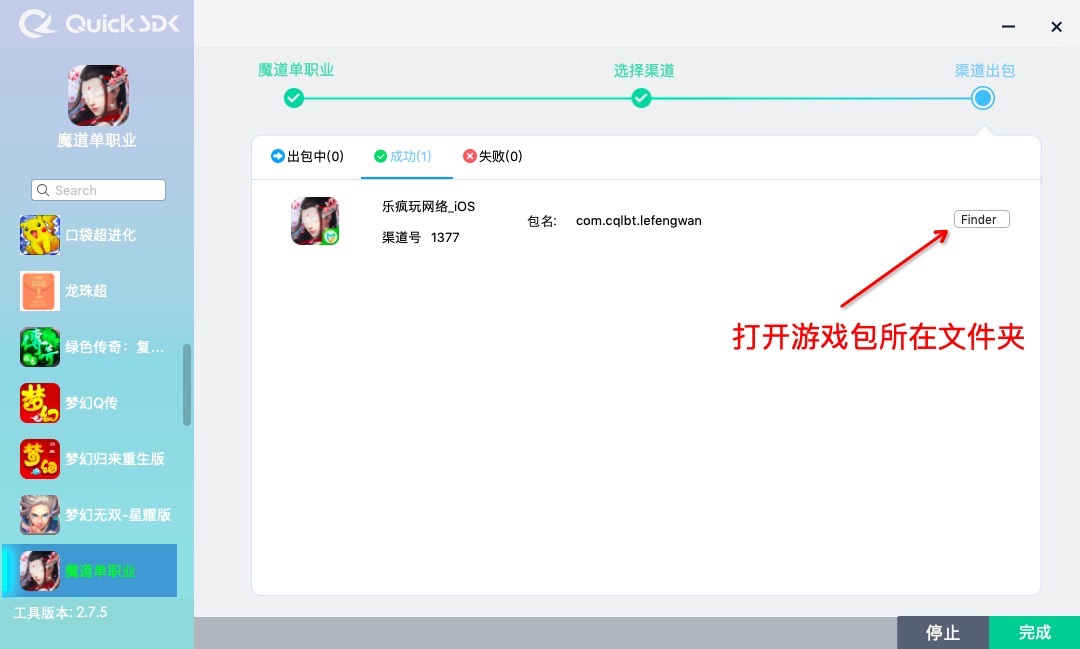 Quick SDK
魔道单职业
Search
口袋超进化
龙珠超
绿色传奇：复...
梦幻Q传
梦幻归来重生版
梦幻无双-星耀版
魔道单职业
工具版本: 2.7.5
魔道单职业
选择渠道
渠道出包
出包中(0)
成功(1)
失败(0)
乐疯玩网络_iOS
渠道号 1377
包名: com.cqlbt.lefengwan
Finder
打开游戏包所在文件夹
停止
完成